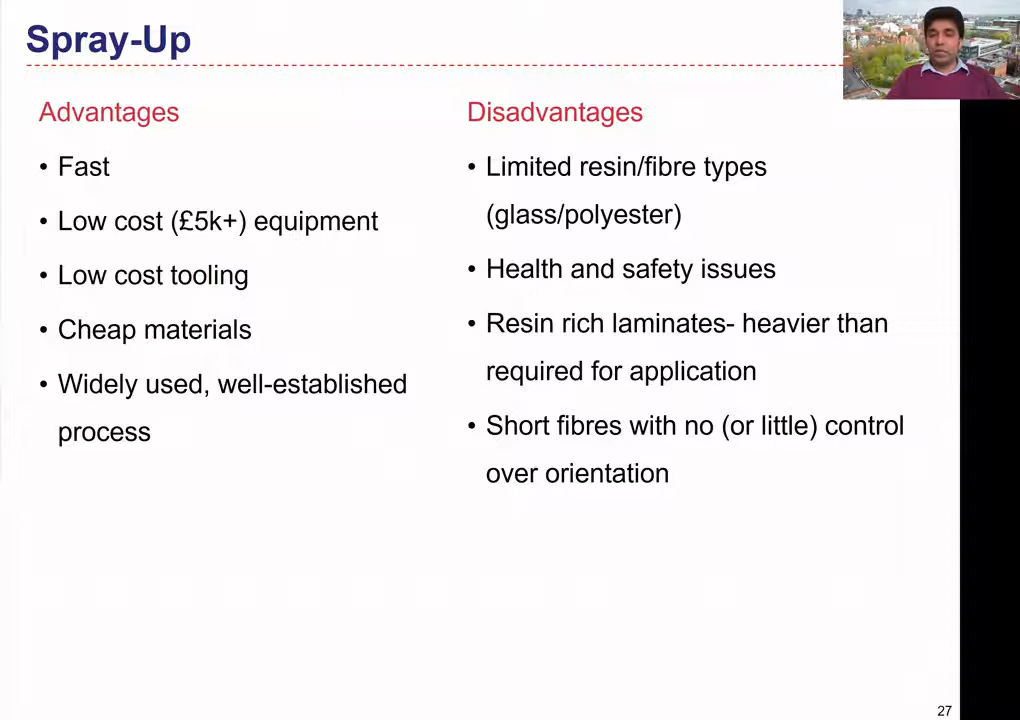 Spray-Up
Advantages
• Fast
• Low cost (£5k+) equipment
• Low cost tooling
• Cheap materials
• Widely used, well-established
process
Disadvantages
• Limited resin/fibre types
(glass/polyester)
• Health and safety issues
• Resin rich laminates- heavier than
required for application
• Short fibres with no (or little) control
over orientation
27